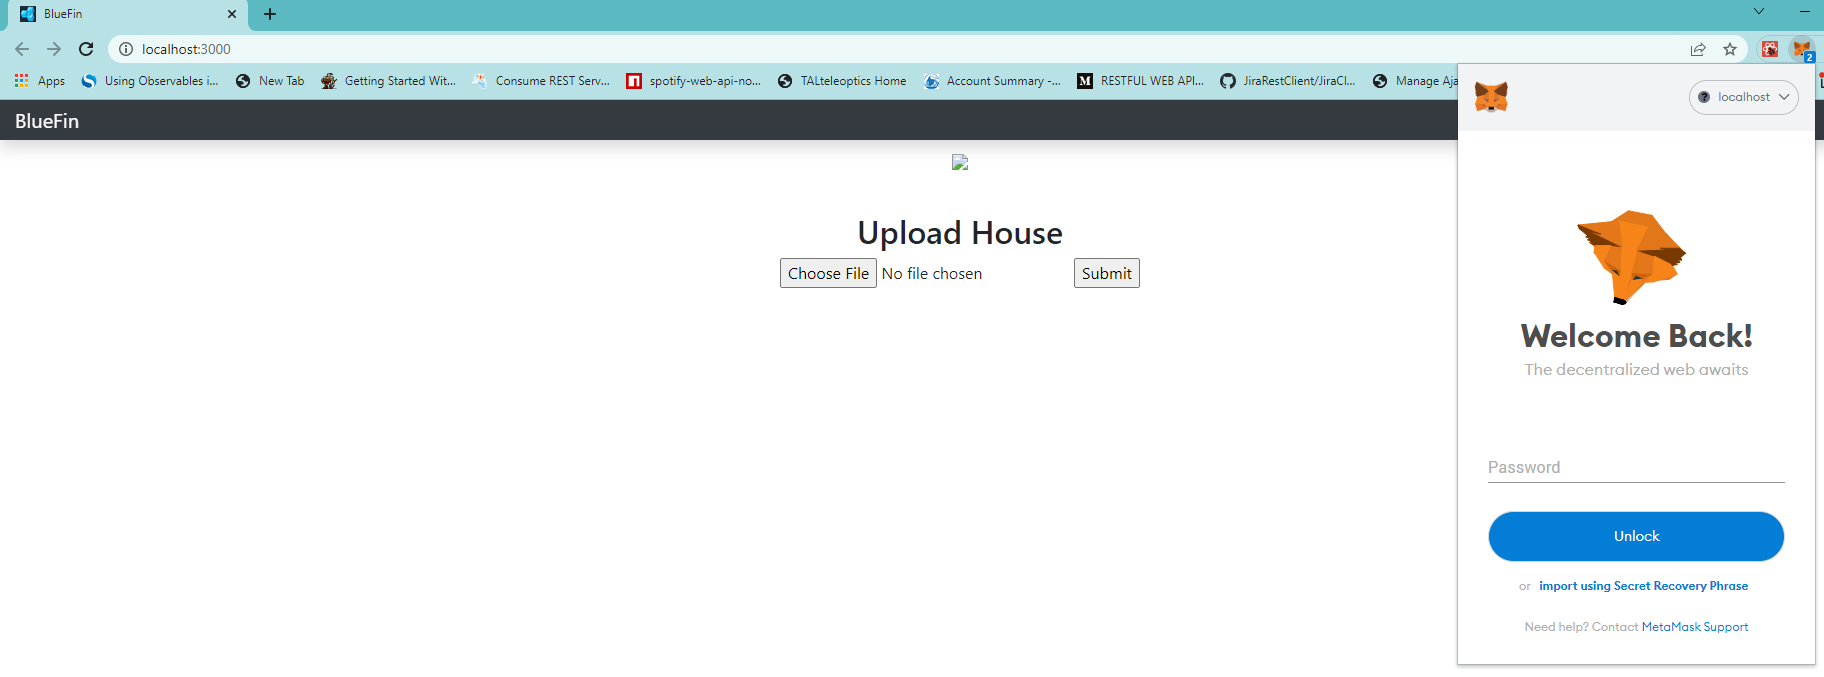 BlueFin
localhost:3000
Apps Using Observables i... New Tab Getting Started Wit... Consume REST Serv... spotify-web-api-no... TALteleoptics Home Account Summary -... RESTFUL WEB API... JiraRestClient/JiraCl... Manage Aja
2
BlueFin
localhost
Upload House
Choose File No file chosen Submit
Welcome Back!
The decentralized web awaits
Password
Unlock
or import using Secret Recovery Phrase
Need help? Contact MetaMask Support